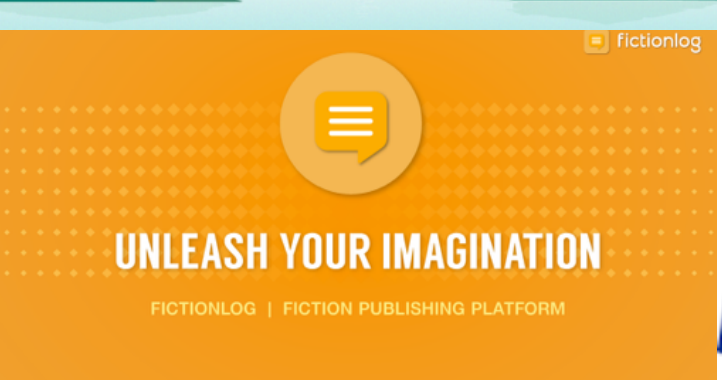 fictionlog
UNLEASH YOUR IMAGINATION
FICTIONLOG | FICTION PUBLISHING PLATFORM